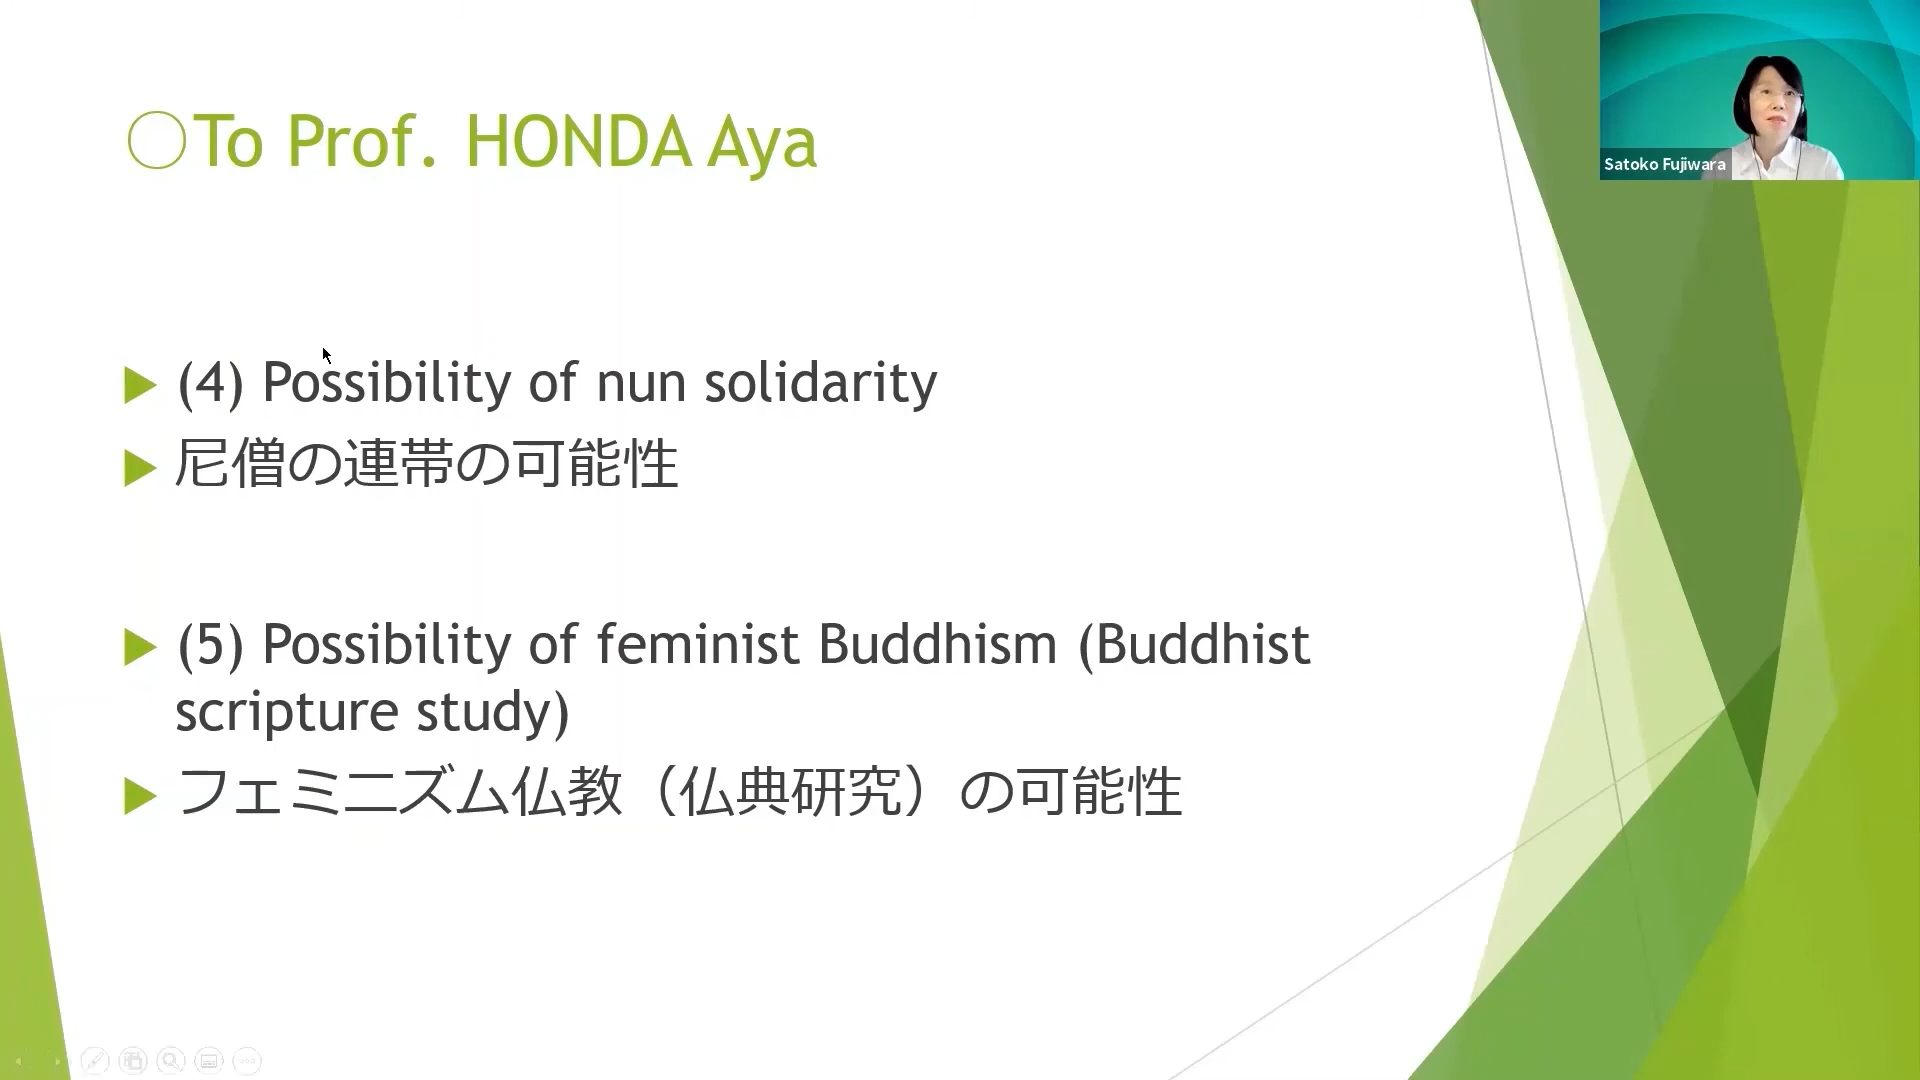 ○To Prof. HONDA Aya
Satoko Fujiwara
(4) Possibility of nun solidarity
尼僧の連帯の可能性
(5) Possibility of feminist Buddhism (Buddhist
scripture study)
フェミニズム仏教（仏典研究）の可能性